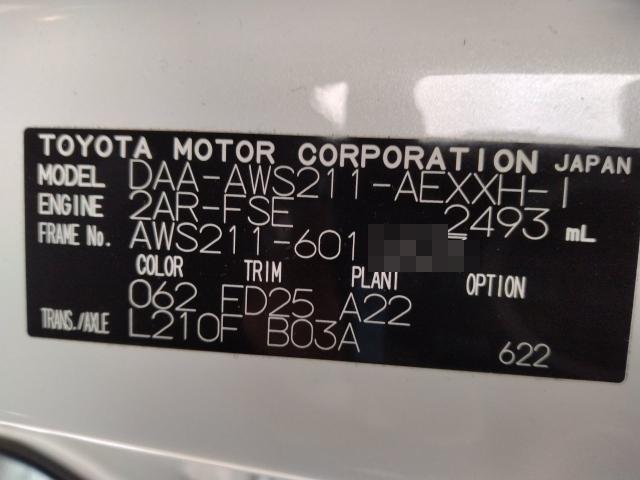 TOYOTA MOTOR CORPORATION JAPAN
MODEL DAA-AWS211-AEXXH-
ENGINE 2AR-FSE 2493 mL
FRAME No. AWS211-601
COLOR TRIM PLANT OPTION
062 FD25 A22
TRANS./AXLE L210F B03A 622